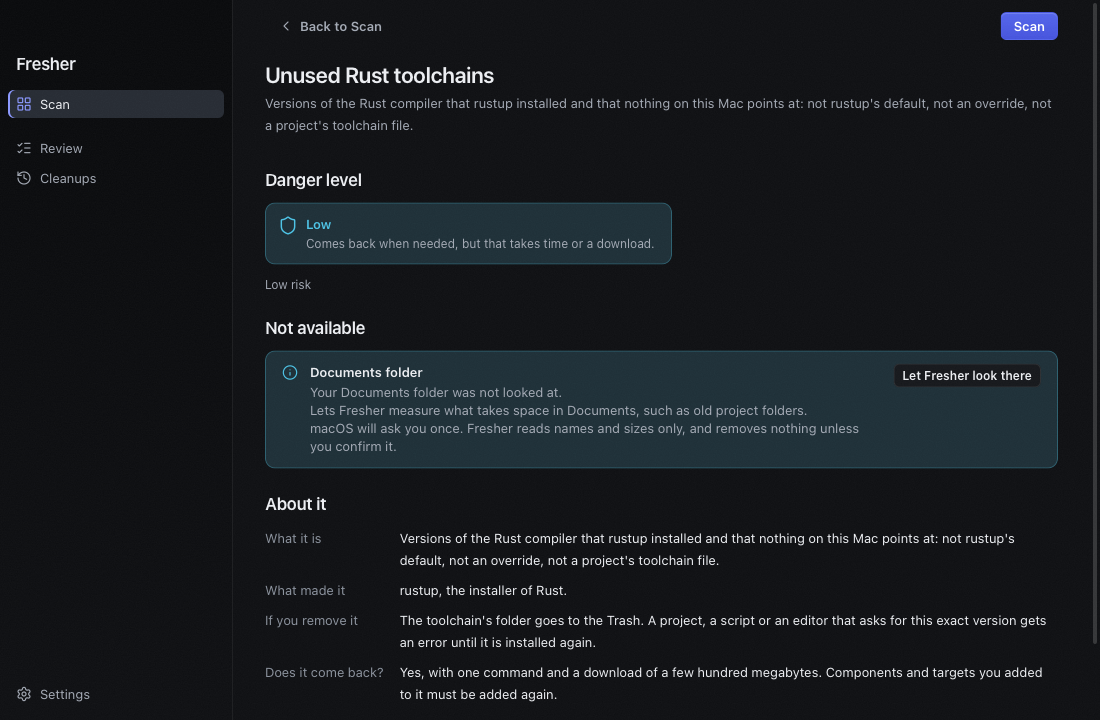 Back to Scan
Scan
Fresher
Scan
Review
Cleanups
Settings
Unused Rust toolchains
Versions of the Rust compiler that rustup installed and that nothing on this Mac points at: not rustup's default, not an override, not
a project's toolchain file.
Danger level
Low
Comes back when needed, but that takes time or a download.
Low risk
Not available
Documents folder
Let Fresher look there
Your Documents folder was not looked at.
Lets Fresher measure what takes space in Documents, such as old project folders.
macOS will ask you once. Fresher reads names and sizes only, and removes nothing unless
you confirm it.
About it
What it is
Versions of the Rust compiler that rustup installed and that nothing on this Mac points at: not rustup's
default, not an override, not a project's toolchain file.
What made it
rustup, the installer of Rust.
If you remove it
The toolchain's folder goes to the Trash. A project, a script or an editor that asks for this exact version gets
an error until it is installed again.
Does it come back?
Yes, with one command and a download of a few hundred megabytes. Components and targets you added
to it must be added again.